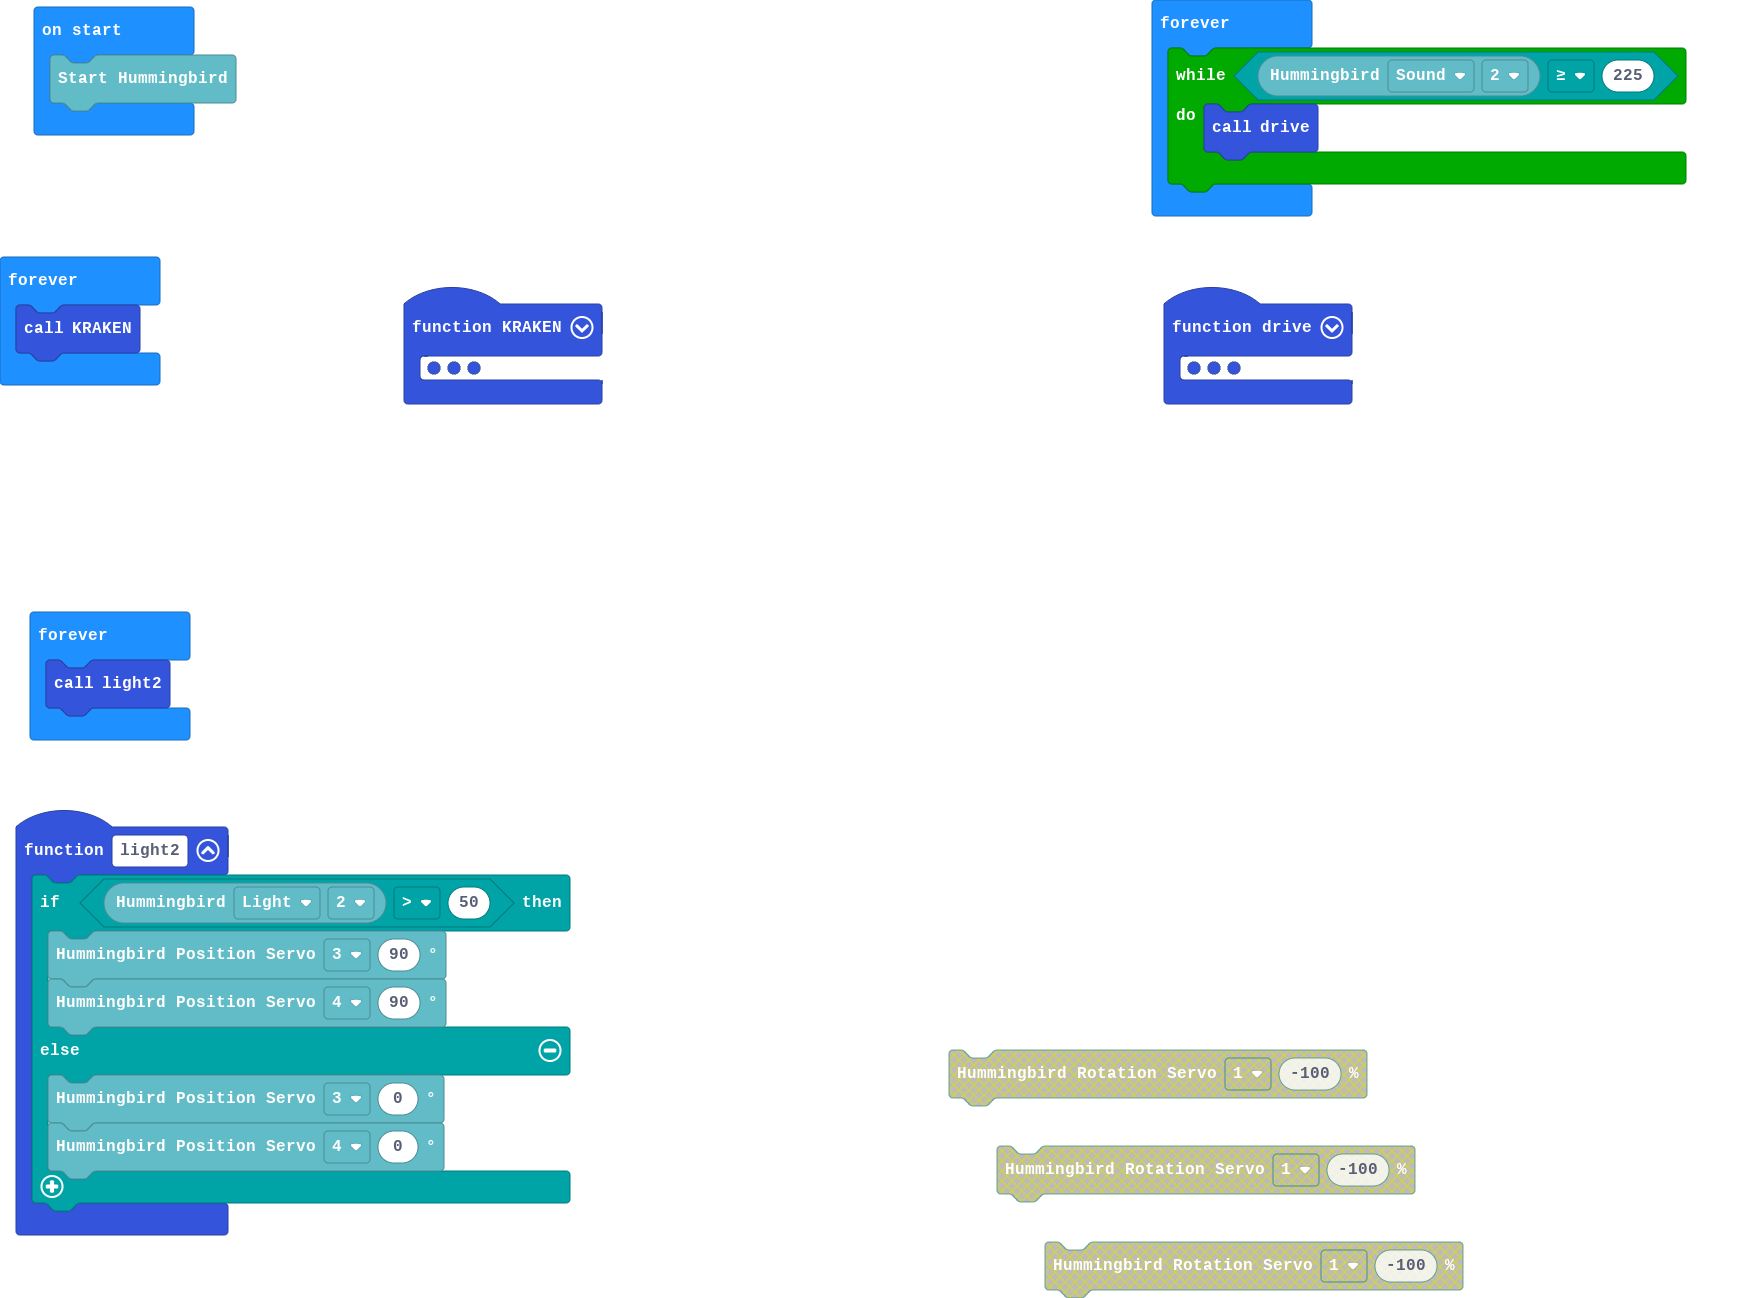 on start
Start Hummingbird
forever
while Hummingbird Sound 2 ≥ 225
do call drive
forever
call KRAKEN
function KRAKEN
function drive
forever
call light2
function light2
if Hummingbird Light 2 > 50 then
Hummingbird Position Servo 3 90 °
Hummingbird Position Servo 4 90 °
else
Hummingbird Position Servo 3 0 °
Hummingbird Position Servo 4 0 °
Hummingbird Rotation Servo 1 -100 %
Hummingbird Rotation Servo 1 -100 %
Hummingbird Rotation Servo 1 -100 %